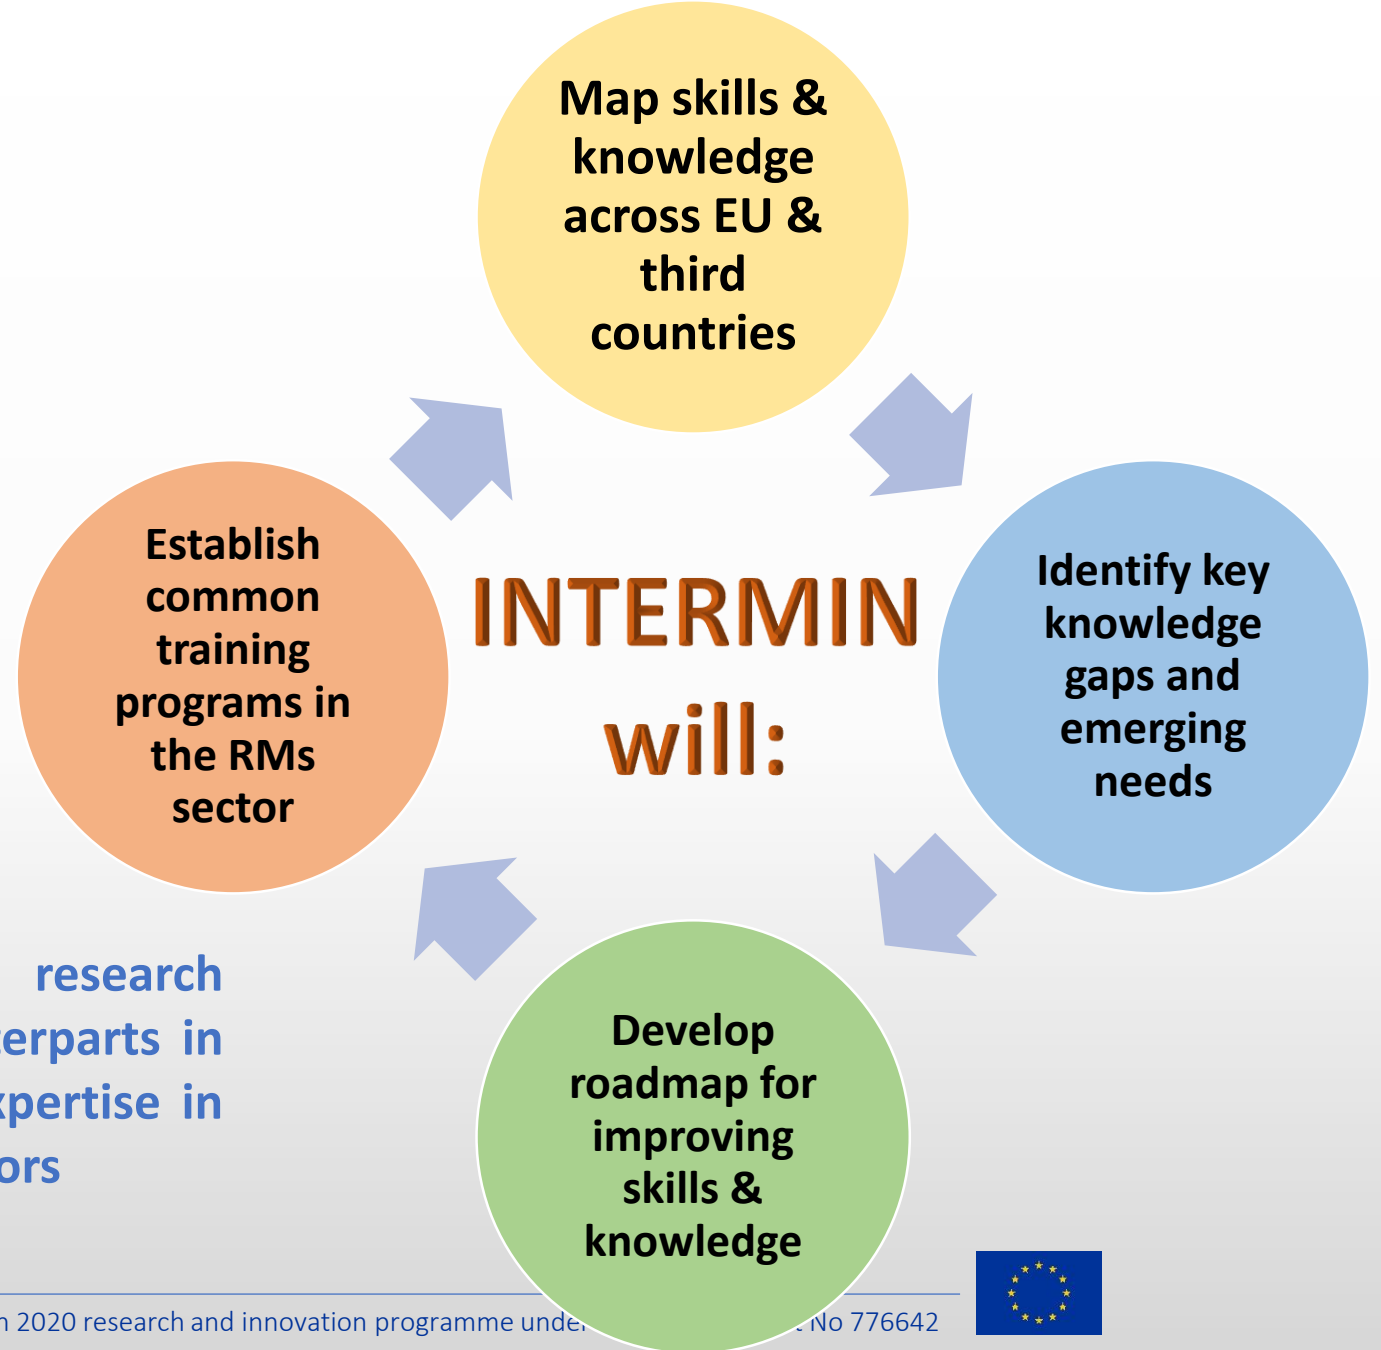 Map skills &
knowledge
across EU &
third
countries
Establish
common
training
programs in
the RMs
sector
INTERMIN
will:
Identify key
knowledge
gaps and
emerging
needs
Develop
roadmap for
improving
skills &
knowledge
research
terparts in
xpertise in
ors
n 2020 research and innovation programme unde No 776642